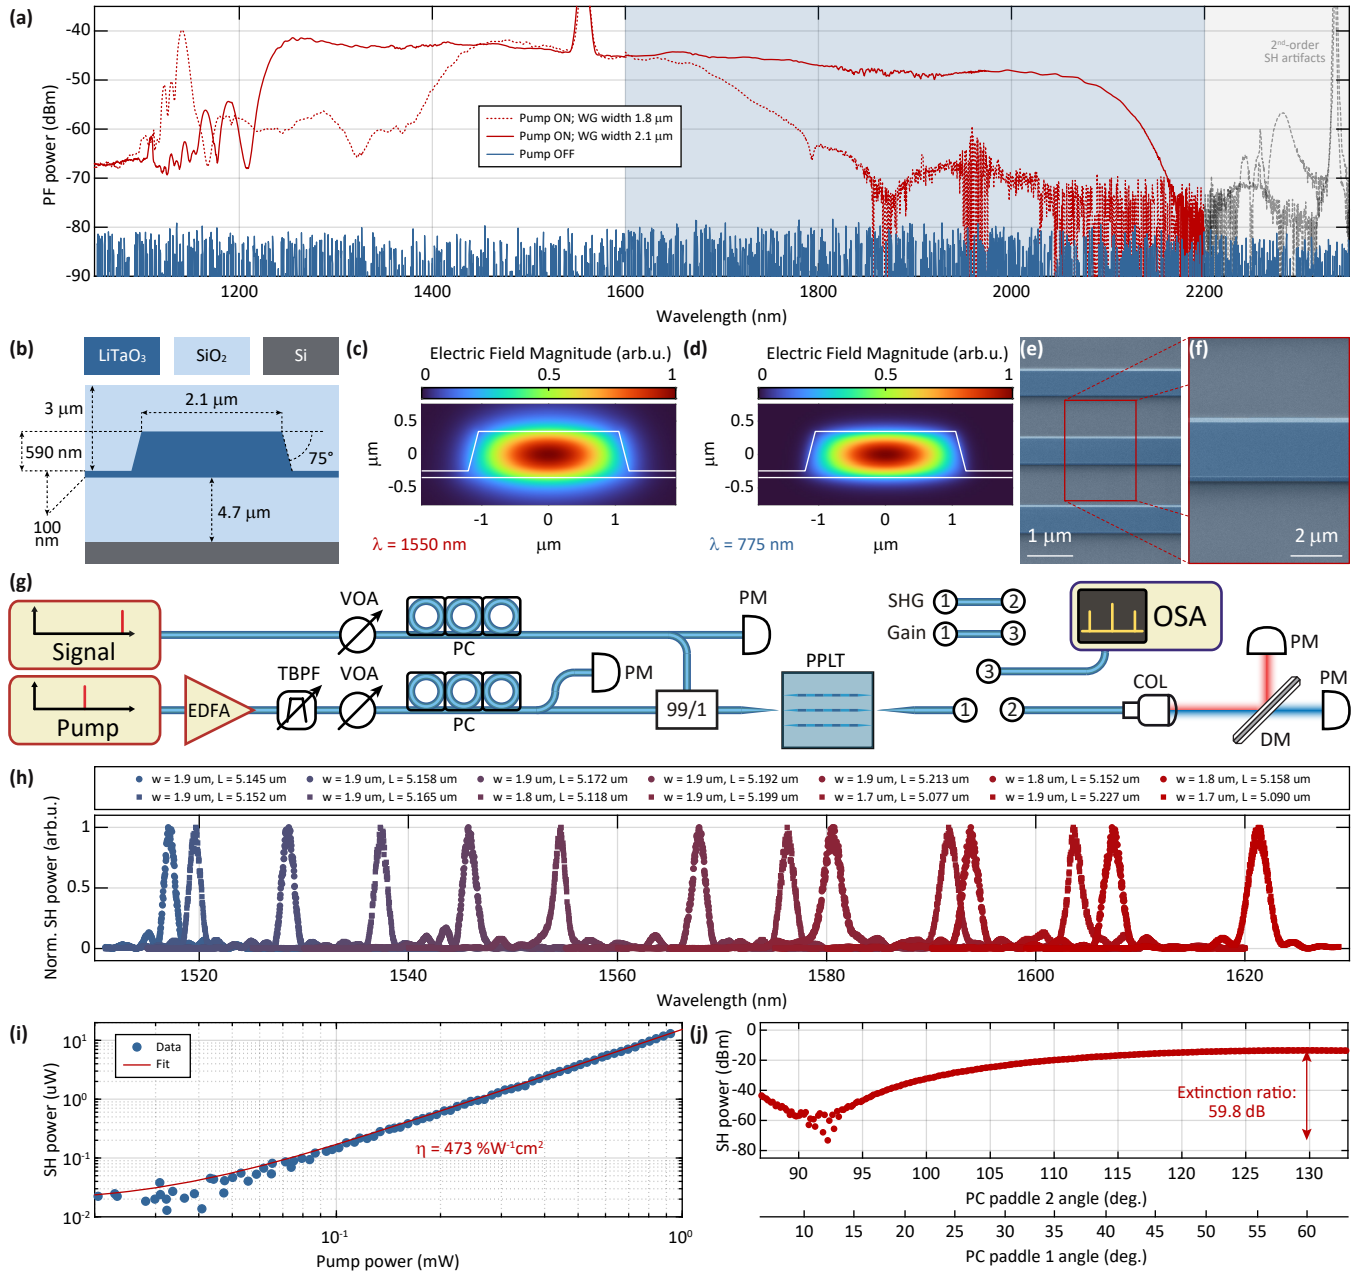 (a)
PF power (dBm)
-40
-50
-60
-70
-80
-90
Pump ON; WG width 1.8 μm
Pump ON; WG width 2.1 μm
Pump OFF
2nd-order
SH artifacts
1200 1400 1600 1800 2000 2200
Wavelength (nm)
(b)
LiTaO₃ SiO₂ Si
3 μm
2.1 μm
590 nm
75°
100
nm
4.7 μm
(c)
Electric Field Magnitude (arb.u.)
0 0.5 1
μm
0.5
0
-0.5
-1 0 1
λ = 1550 nm
μm
(d)
Electric Field Magnitude (arb.u.)
0 0.5 1
μm
0.5
0
-0.5
-1 0 1
λ = 775 nm
μm
(e)
1 μm
(f)
2 μm
(g)
Signal
VOA
PC
PM
Pump
EDFA
TBPF
VOA
PC
PM
99/1
PPLT
SHG 1 2
Gain 1 3
3
OSA
1 2
COL
PM
PM
DM
(h)
w = 1.9 um, L = 5.145 um w = 1.9 um, L = 5.158 um w = 1.9 um, L = 5.172 um w = 1.9 um, L = 5.192 um w = 1.9 um, L = 5.213 um w = 1.8 um, L = 5.152 um w = 1.8 um, L = 5.158 um
w = 1.9 um, L = 5.152 um w = 1.9 um, L = 5.165 um w = 1.8 um, L = 5.118 um w = 1.9 um, L = 5.199 um w = 1.7 um, L = 5.077 um w = 1.9 um, L = 5.227 um w = 1.7 um, L = 5.090 um
Norm. SH power (arb.u.)
1
0.5
0
1520 1540 1560 1580 1600 1620
Wavelength (nm)
(i)
SH power (uW)
10¹
10⁰
10⁻¹
10⁻²
Data
Fit
η = 473 %W⁻¹cm²
10⁻¹ 10⁰
Pump power (mW)
(j)
SH power (dBm)
0
-20
-40
-60
-80
Extinction ratio:
59.8 dB
90 95 100 105 110 115 120 125 130
PC paddle 2 angle (deg.)
10 15 20 25 30 35 40 45 50 55 60
PC paddle 1 angle (deg.)